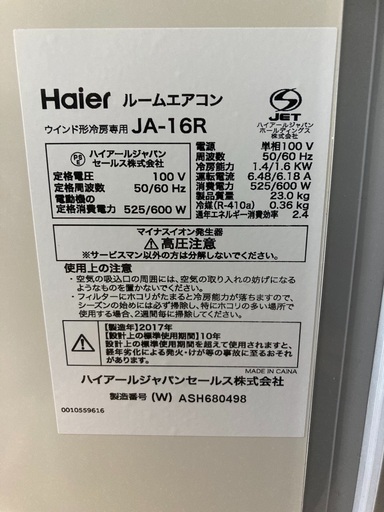 Haier ルームエアコン
ウインド形冷房専用 JA-16R
S
JET
ハイアールジャパン
ホールディングス
株式会社
PS
E
ハイアールジャパン
セールス株式会社
定格電圧 100 V
定格周波数 50/60 Hz
電動機の
定格消費電力 525/600 W
電源 単相100 V
周波数 50/60 Hz
冷房能力 1.4/1.6 KW
運転電流 6.48/6.18 A
消費電力 525/600 W
製品質量 23.0 kg
冷媒(R-410a) 0.36 kg
通年エネルギー消費効率 2.4
マイナスイオン発生器
高圧注意
※サービスマン以外の方は分解しないでください。
使用上の注意
・空気の吸込口の周囲には、空気の取り入れの妨げになる
ようなものを置かないでください。
・フィルターにホコリがたまると冷房能力が落ちますので、
シーズンの始めには必ず掃除し、特にホコリの多い場所で
使用する場合、2週間毎に掃除してください。
【製造年】2017年
【設計上の標準使用期間】10年
設計上の標準使用期間を超えて使用されますと、
経年劣化による発火・けが等の事故に至るおそれ
があります。
MADE IN CAINA
ハイアールジャパンセールス株式会社
製造番号 (W) ASH680498
0010559616